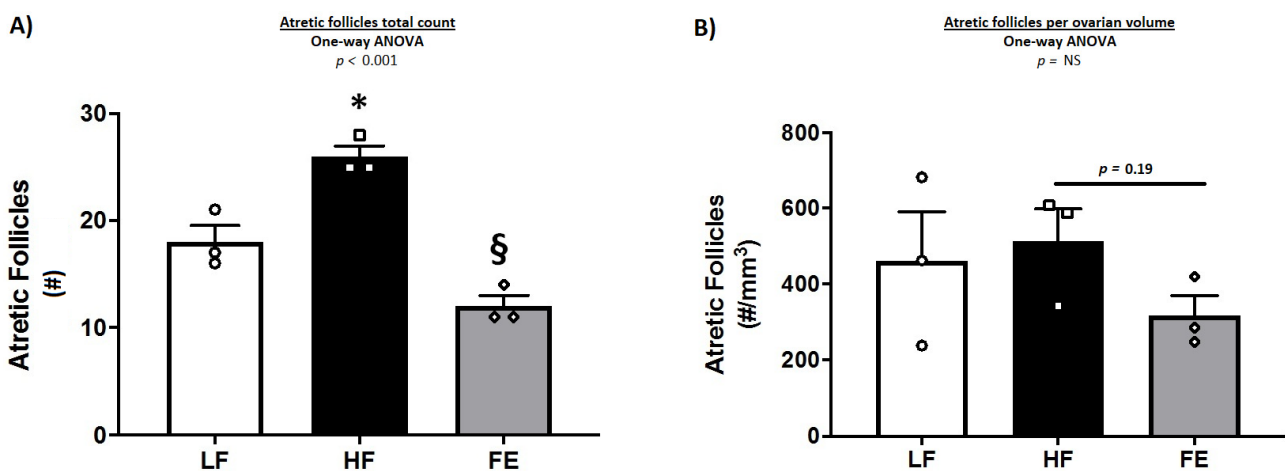 A)
Atretic follicles total count
One-way ANOVA
p < 0.001
Atretic Follicles
(#)
30
20
10
0
*
§
LF
HF
FE
B)
Atretic follicles per ovarian volume
One-way ANOVA
p = NS
Atretic Follicles
(#/mm³)
800
600
400
200
0
p = 0.19
LF
HF
FE